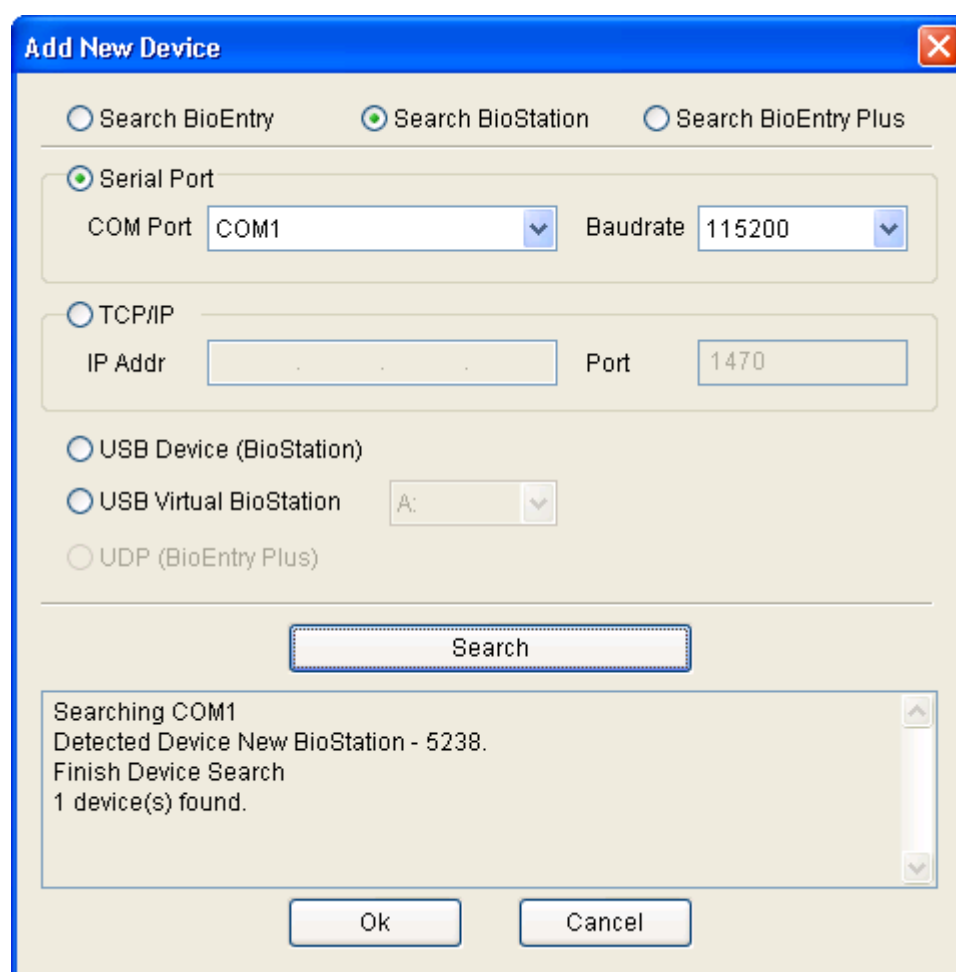 Add New Device
Search BioEntry Search BioStation Search BioEntry Plus
Serial Port
COM Port COM1 Baudrate 115200
TCP/IP
IP Addr . . . Port 1470
USB Device (BioStation)
USB Virtual BioStation A:
UDP (BioEntry Plus)
Search
Searching COM1
Detected Device New BioStation - 5238.
Finish Device Search
1 device(s) found.
Ok Cancel